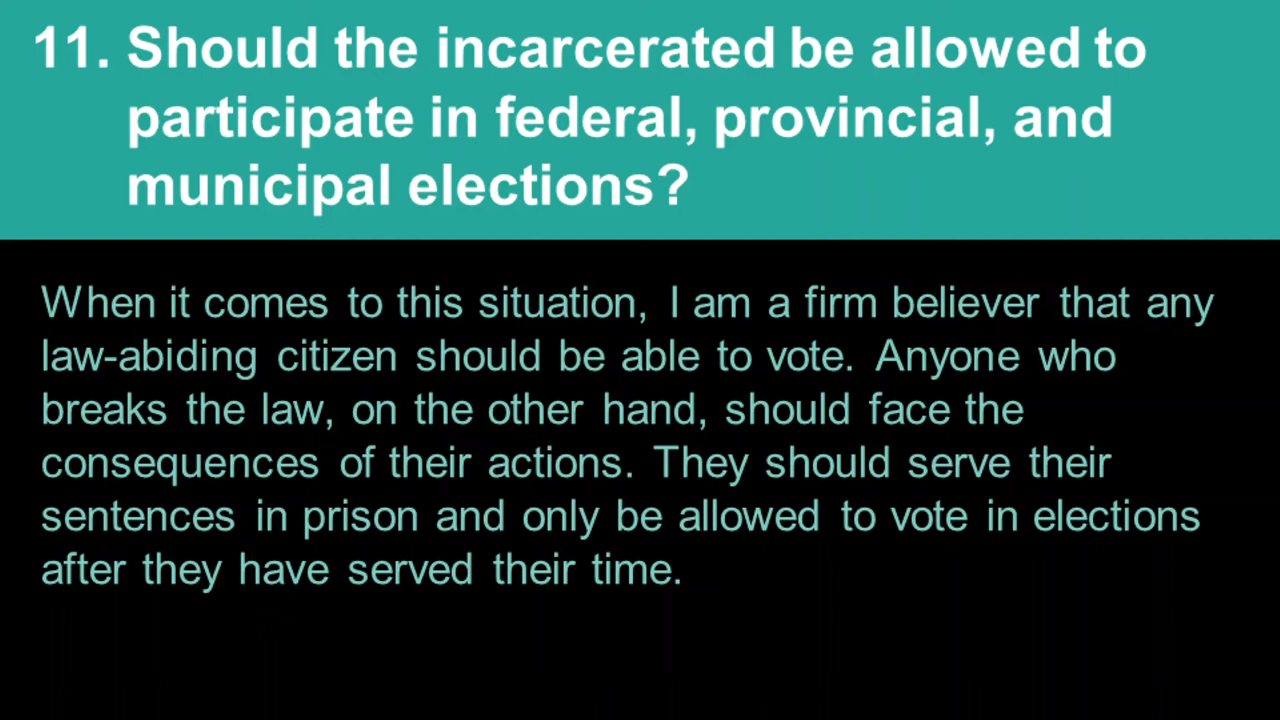 11. Should the incarcerated be allowed to
participate in federal, provincial, and
municipal elections?
When it comes to this situation, I am a firm believer that any
law-abiding citizen should be able to vote. Anyone who
breaks the law, on the other hand, should face the
consequences of their actions. They should serve their
sentences in prison and only be allowed to vote in elections
after they have served their time.